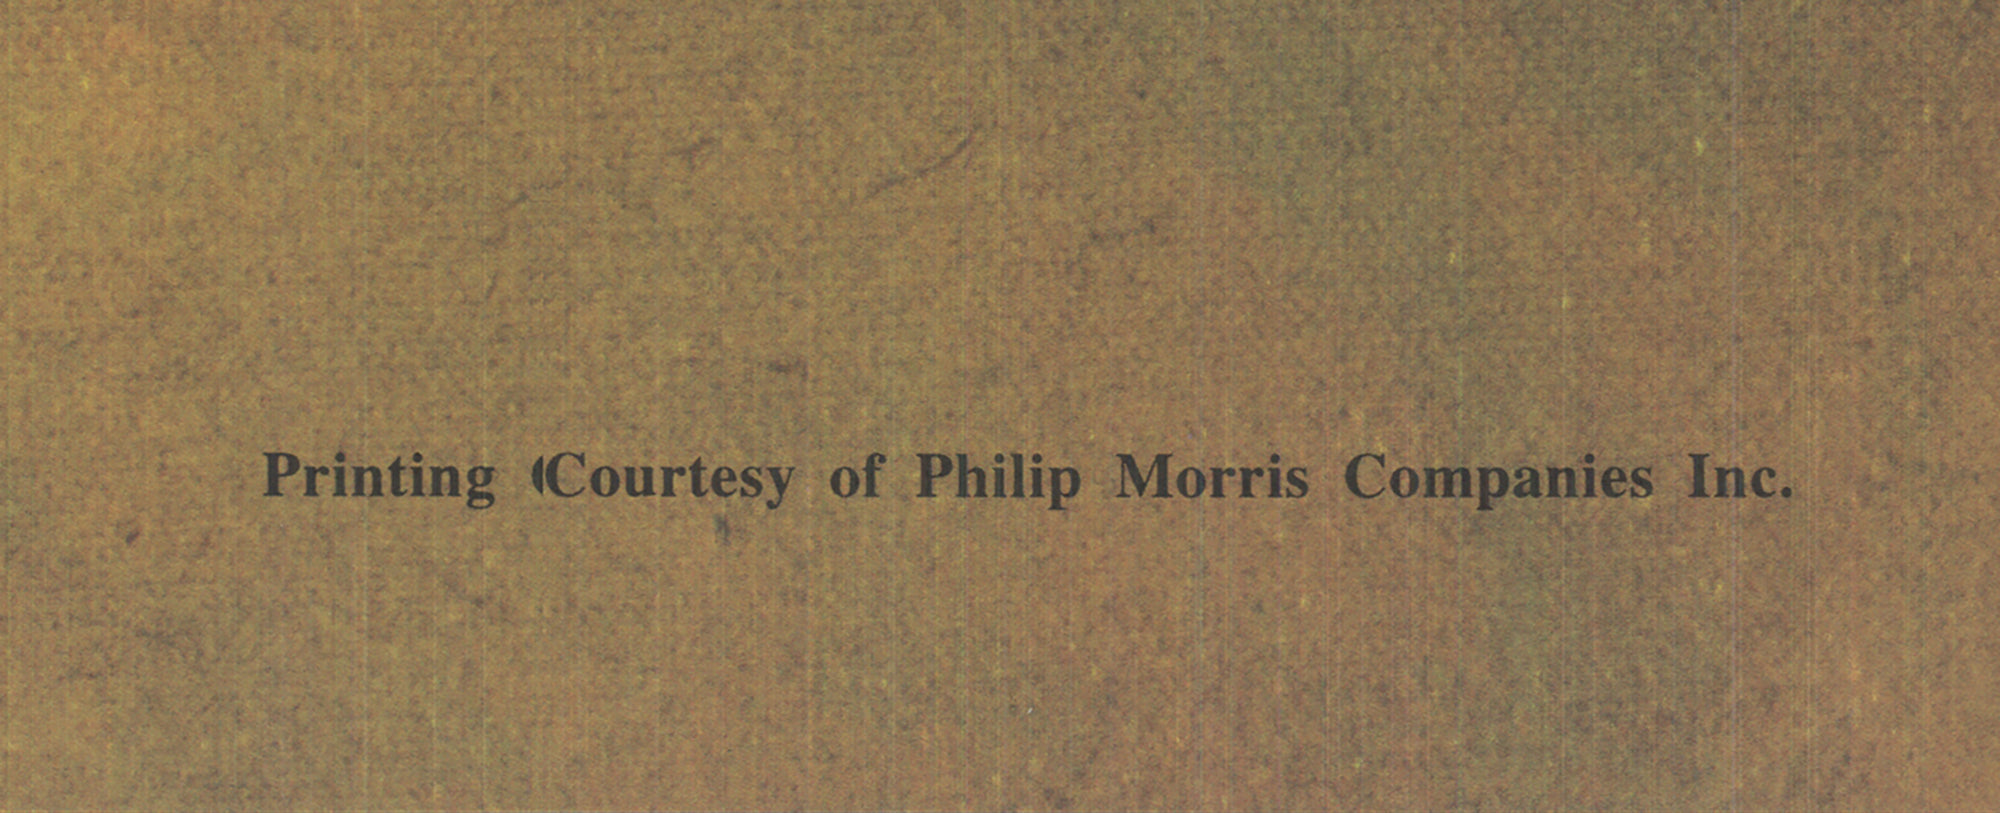 Printing Courtesy of Philip Morris Companies Inc.